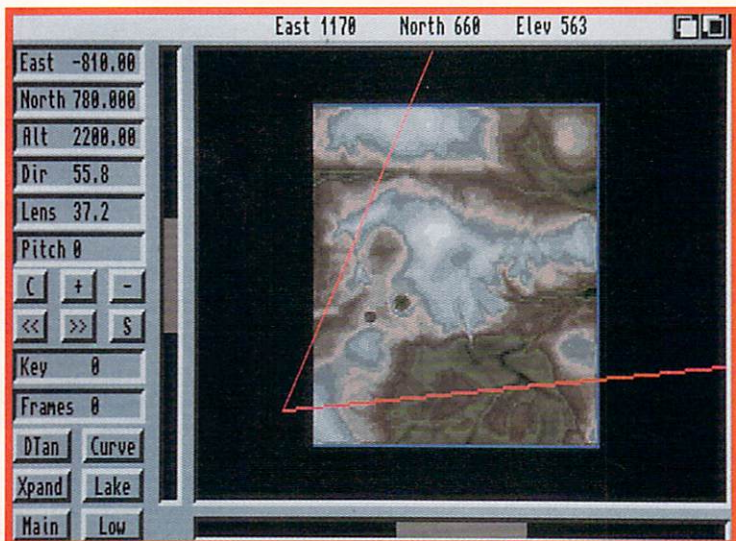 East 1170 North 660 Elev 563
East -810.00
North 780.000
Alt 2200.00
Dir 55.8
Lens 37.2
Pitch 0
C + -
<< >> S
Key 0
Frames 0
DTan Curve
Xpand Lake
Main Low